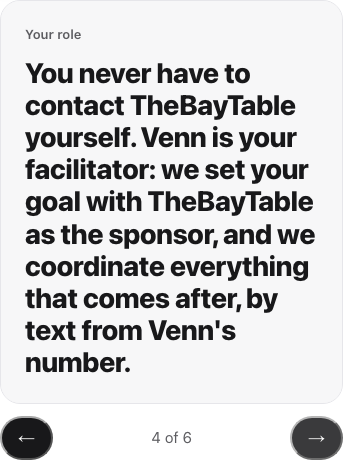 Your role
You never have to
contact TheBayTable
yourself. Venn is your
facilitator: we set your
goal with TheBayTable
as the sponsor, and we
coordinate everything
that comes after, by
text from Venn's
number.
← 4 of 6 →